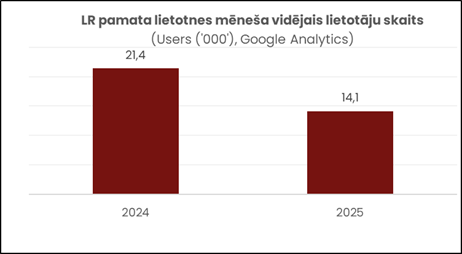 LR pamata lietotnes mēneša vidējais lietotāju skaits
(Users ('000'), Google Analytics)
21,4
14,1
2024
2025